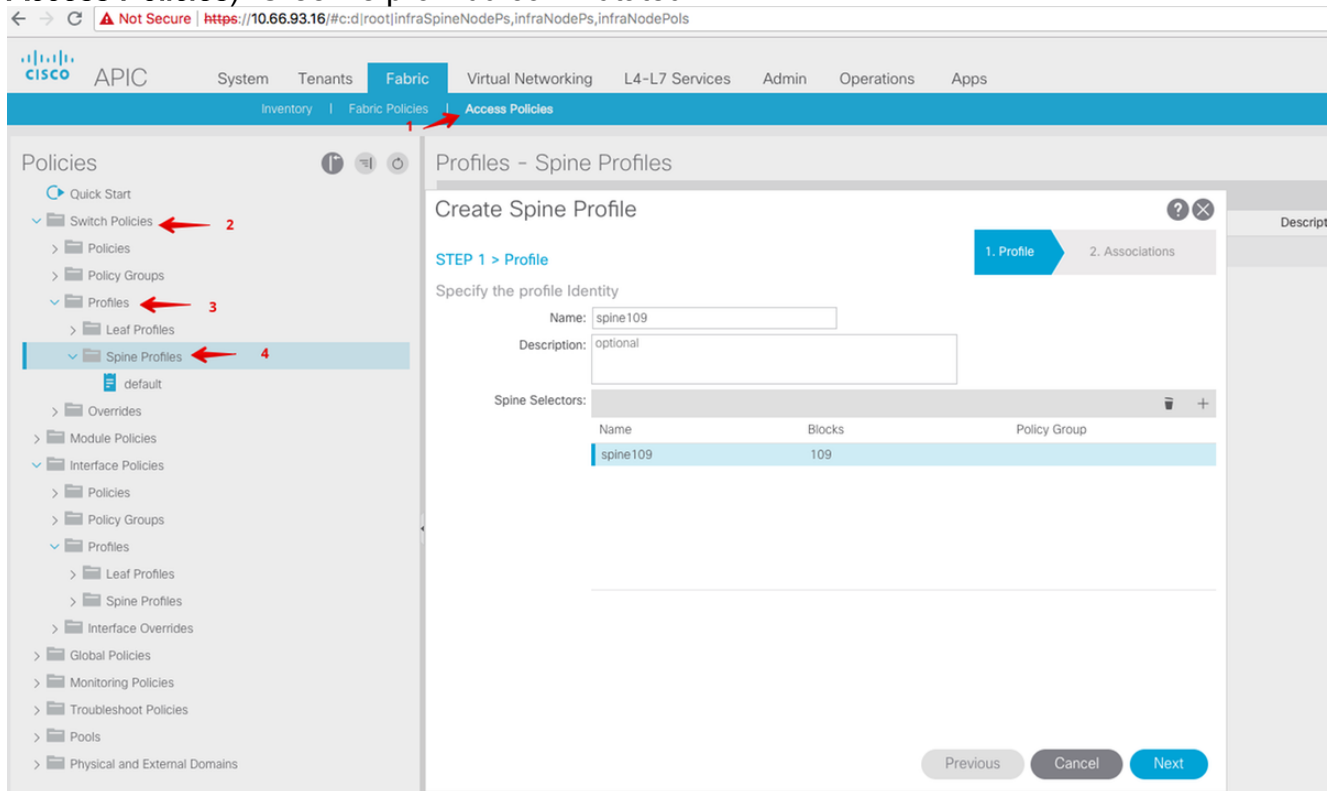 Not Secure | https://10.66.93.16/#c:d|root|infraSpineNodePs,infraNodePs,infraNodePols
cisco APIC System Tenants Fabric Virtual Networking L4-L7 Services Admin Operations Apps
Inventory | Fabric Policies | Access Policies
1
Policies
Quick Start
Switch Policies 2
Policies
Policy Groups
Profiles 3
Leaf Profiles
Spine Profiles 4
default
Overrides
Module Policies
Interface Policies
Policies
Policy Groups
Profiles
Leaf Profiles
Spine Profiles
Interface Overrides
Global Policies
Monitoring Policies
Troubleshoot Policies
Pools
Physical and External Domains
Profiles - Spine Profiles
Descript
Create Spine Profile
STEP 1 > Profile
1. Profile 2. Associations
Specify the profile Identity
Name: spine109
Description: optional
Spine Selectors:
Name Blocks Policy Group
spine109 109
Previous Cancel Next